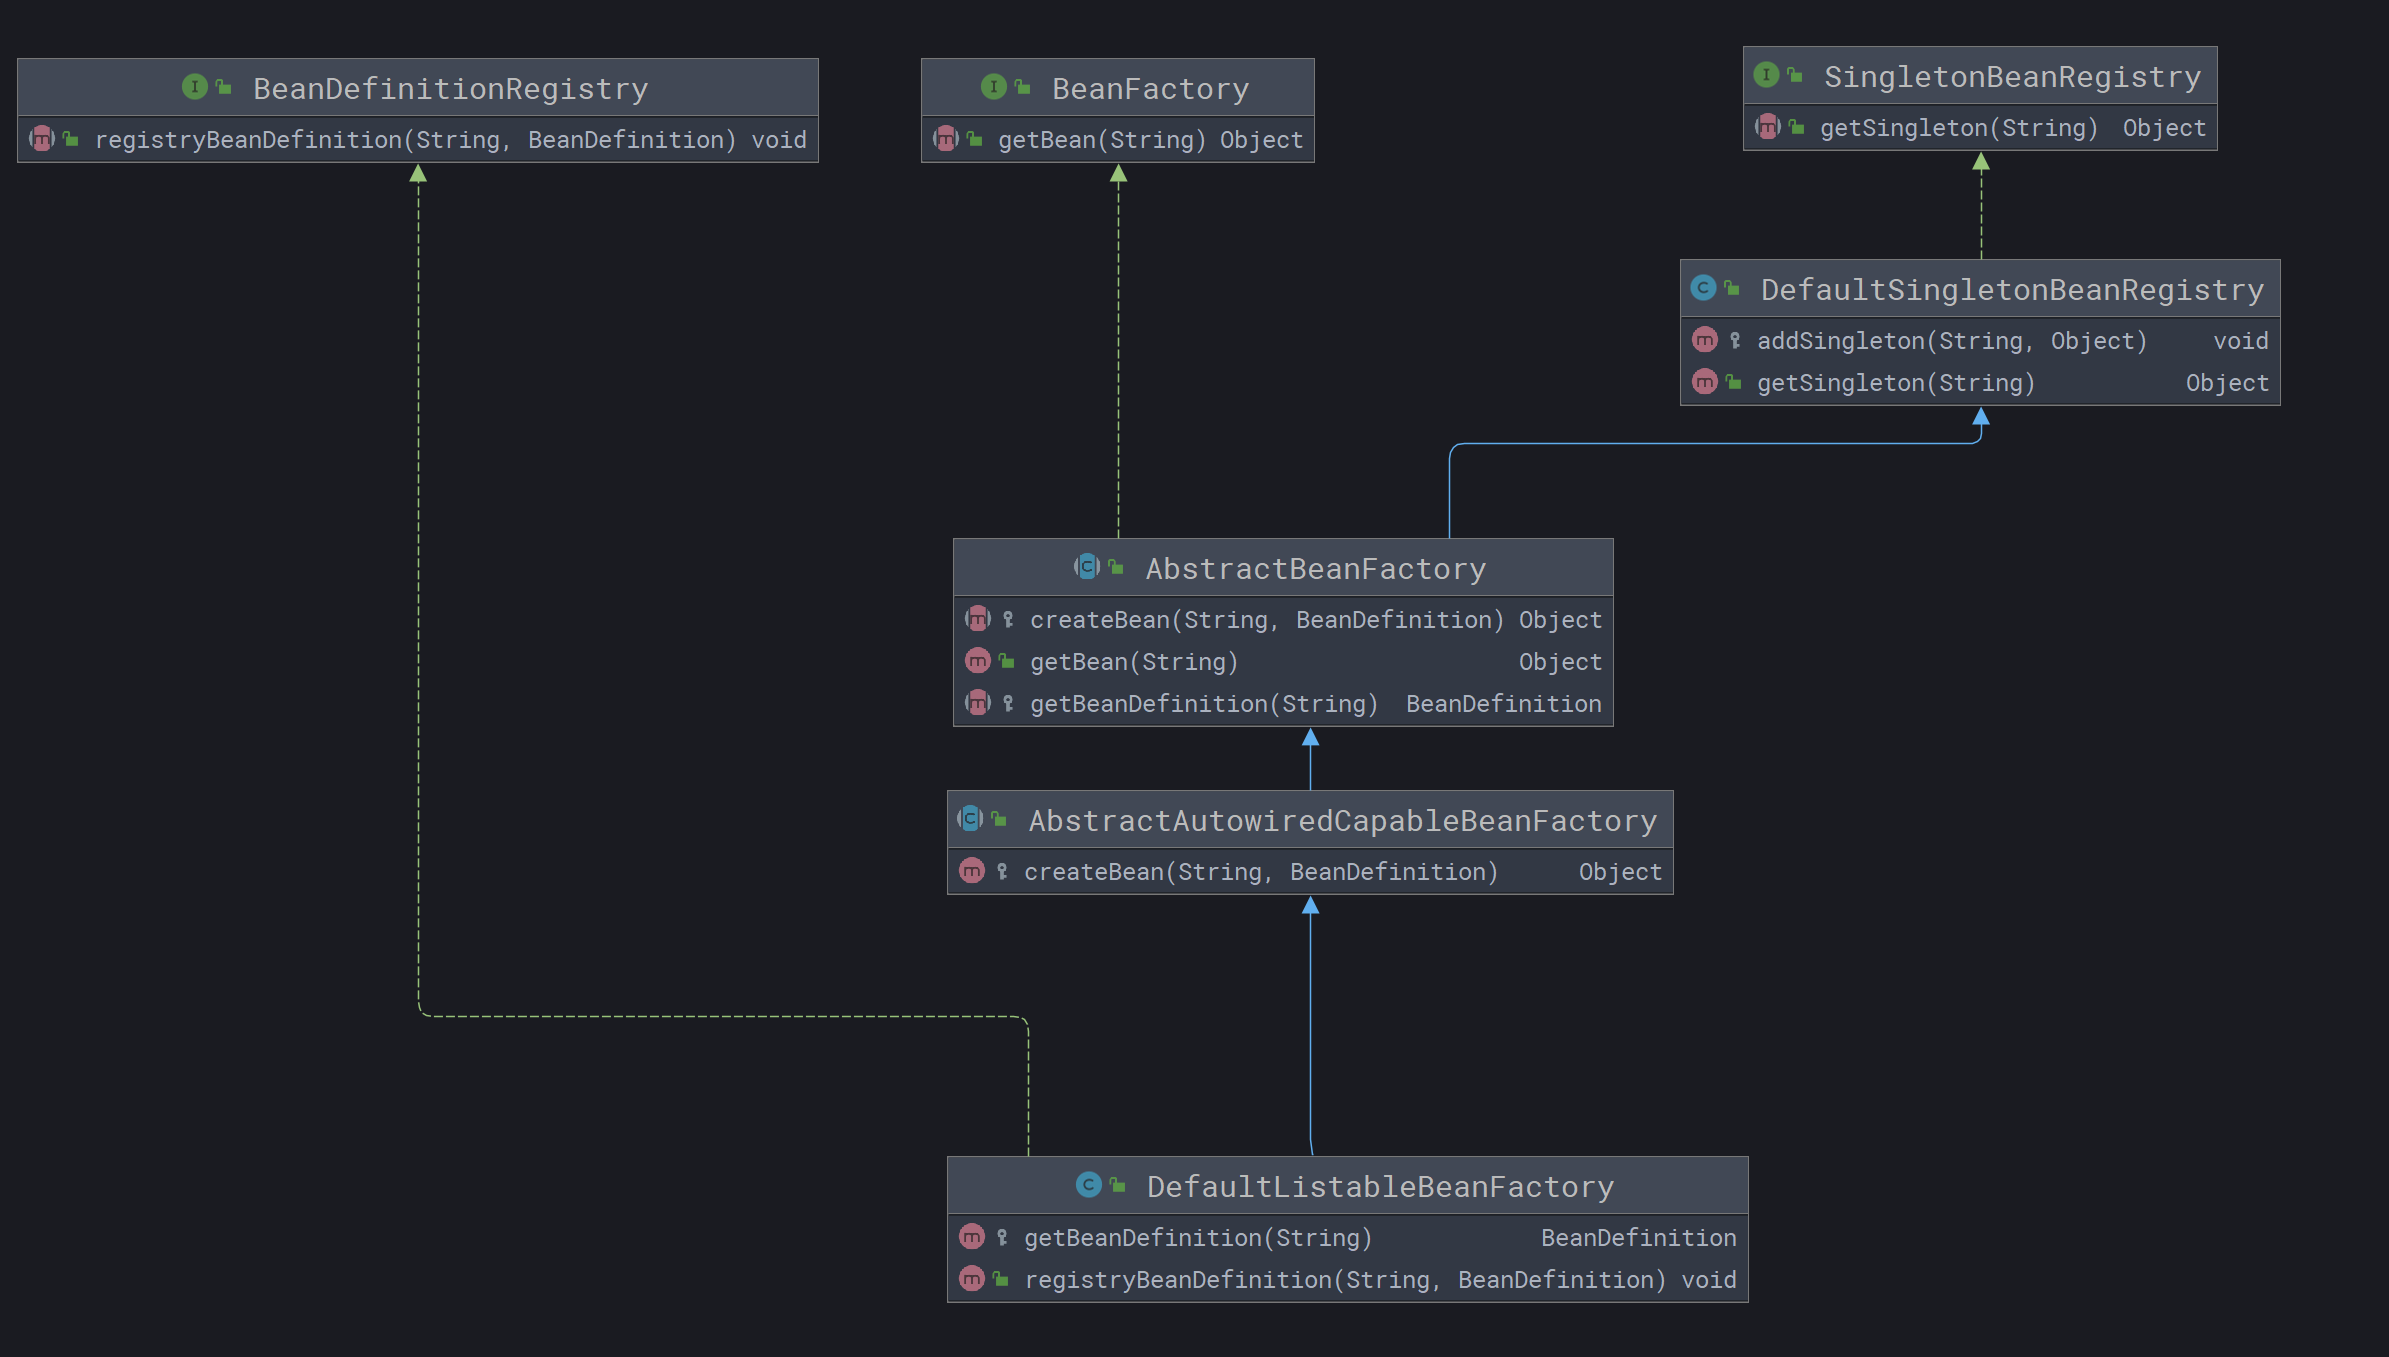 BeanDefinitionRegistry
registryBeanDefinition(String, BeanDefinition) void
BeanFactory
getBean(String) Object
SingletonBeanRegistry
getSingleton(String) Object
DefaultSingletonBeanRegistry
addSingleton(String, Object) void
getSingleton(String) Object
AbstractBeanFactory
createBean(String, BeanDefinition) Object
getBean(String) Object
getBeanDefinition(String) BeanDefinition
AbstractAutowiredCapableBeanFactory
createBean(String, BeanDefinition) Object
DefaultListableBeanFactory
getBeanDefinition(String) BeanDefinition
registryBeanDefinition(String, BeanDefinition) void